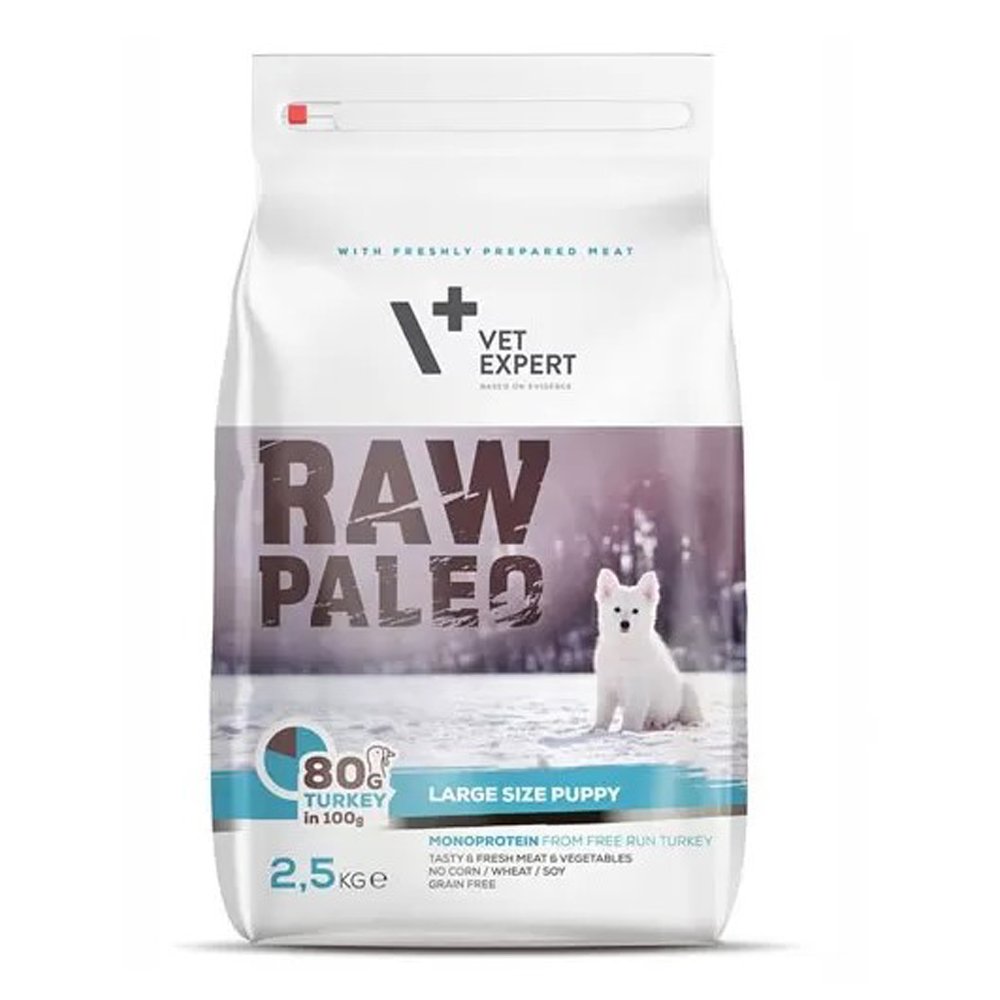 WITH FRESHLY PREPARED MEAT
V+
VET
EXPERT
BASED ON EVIDENCE
RAW
PALEO
80G
TURKEY
in 100g
LARGE SIZE PUPPY
MONOPROTEIN FROM FREE RUN TURKEY
TASTY & FRESH MEAT & VEGETABLES
NO CORN / WHEAT / SOY
GRAIN FREE
2,5KG e